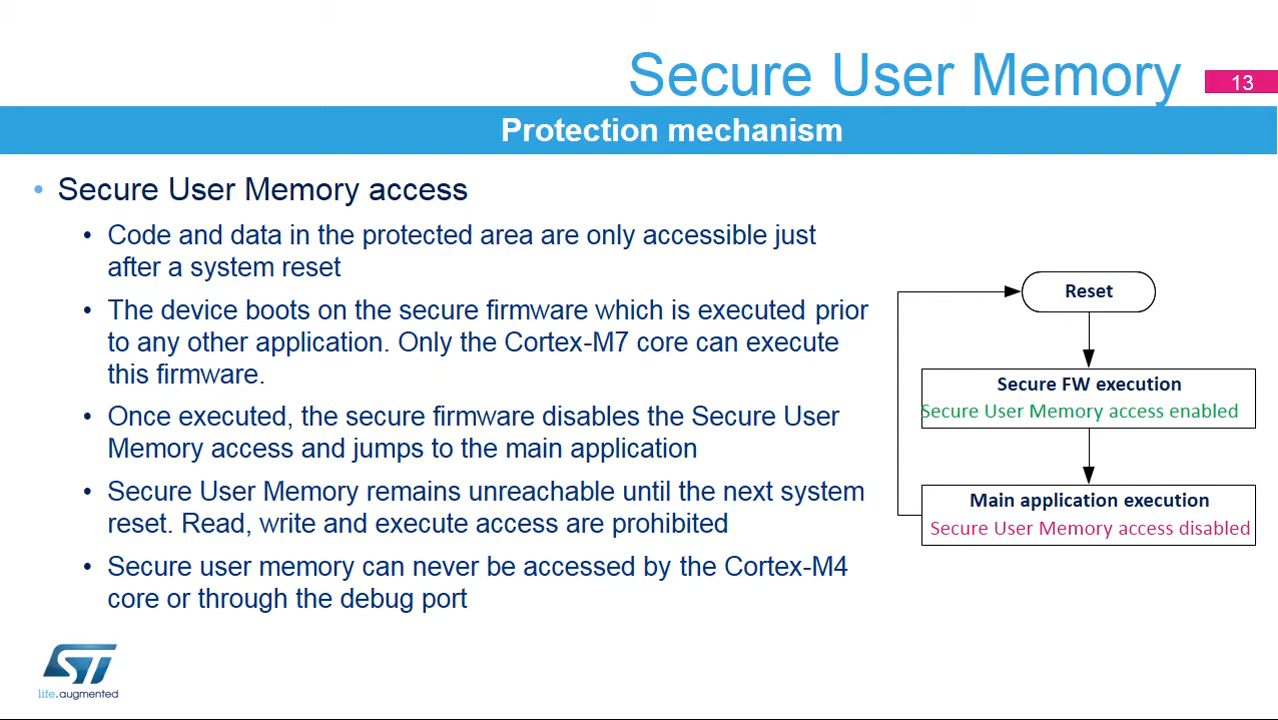 Secure User Memory
13
Protection mechanism
• Secure User Memory access
• Code and data in the protected area are only accessible just
after a system reset
• The device boots on the secure firmware which is executed prior
to any other application. Only the Cortex-M7 core can execute
this firmware.
• Once executed, the secure firmware disables the Secure User
Memory access and jumps to the main application
• Secure User Memory remains unreachable until the next system
reset. Read, write and execute access are prohibited
• Secure user memory can never be accessed by the Cortex-M4
core or through the debug port
Reset
Secure FW execution
Secure User Memory access enabled
Main application execution
Secure User Memory access disabled
ST
life.augmented